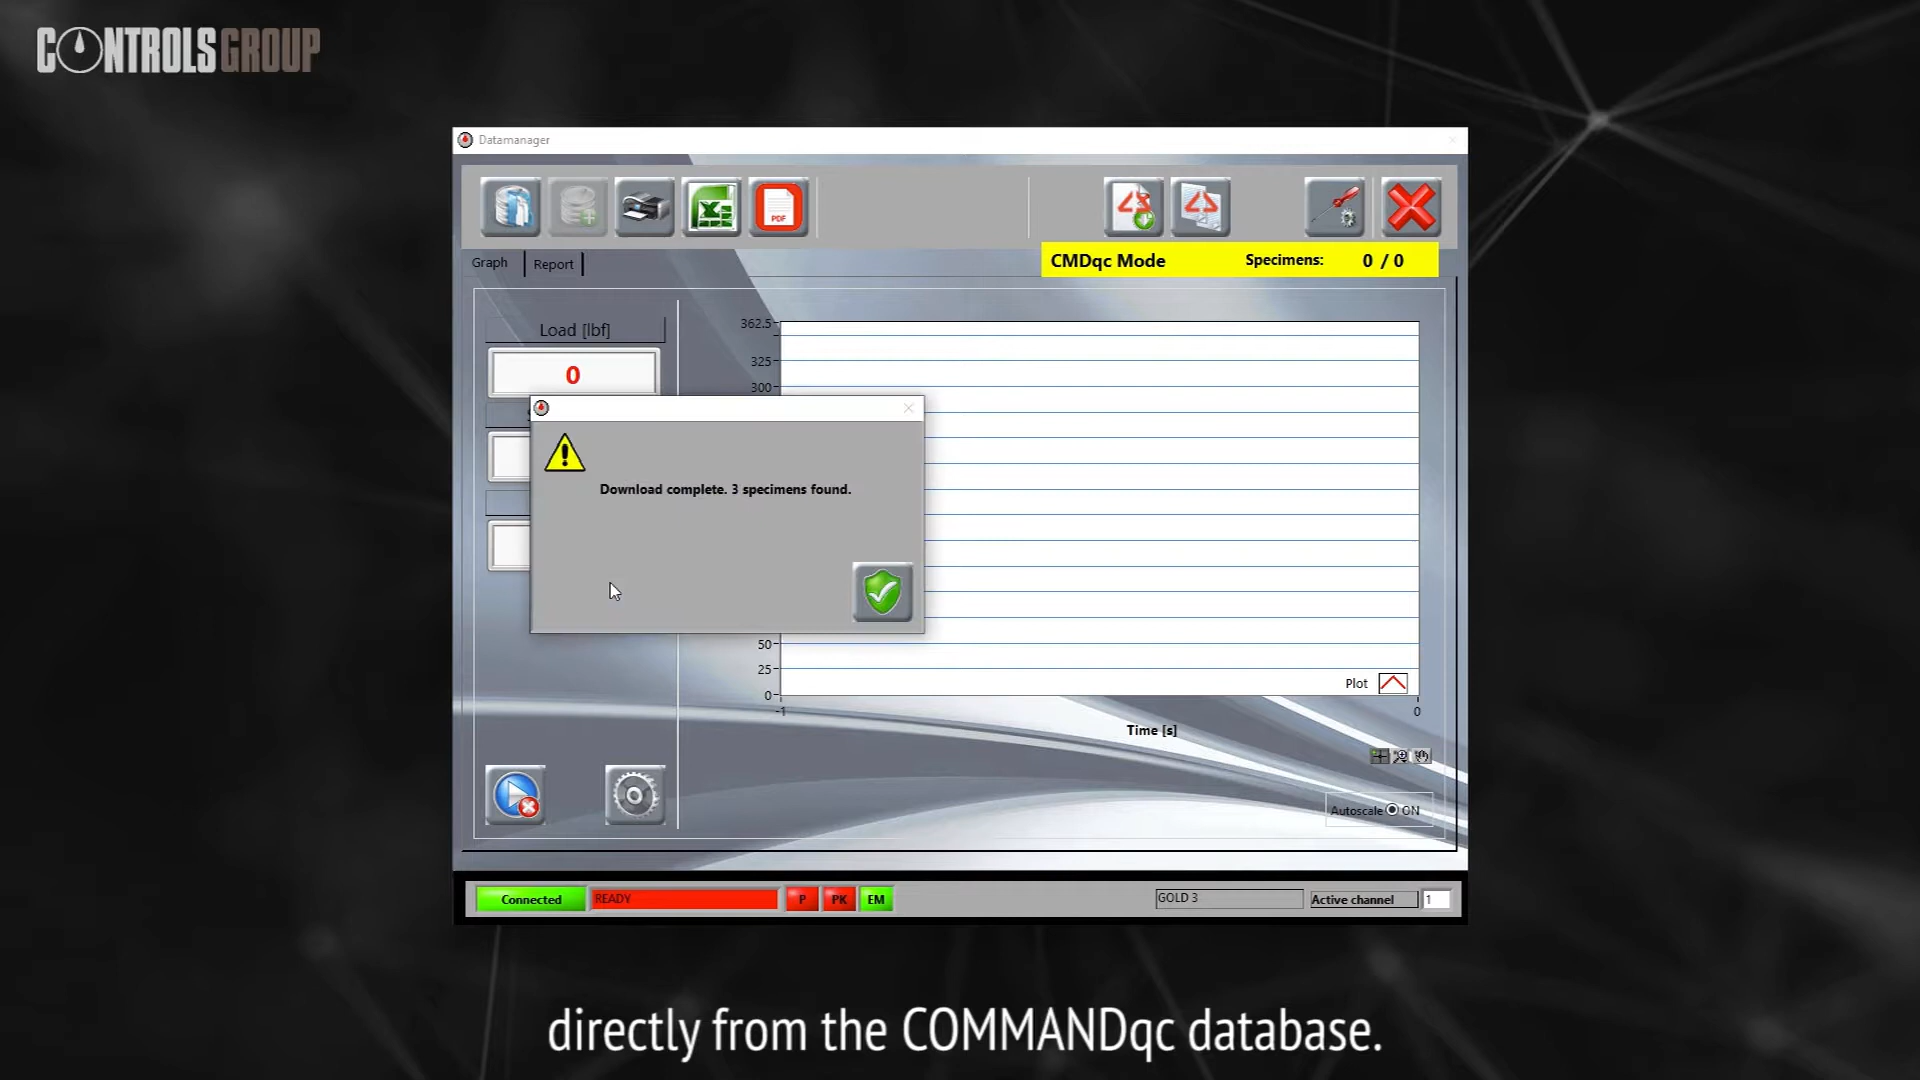 CONTROLSGROUP
Datamanager
PDF
CMDqc Mode Specimens: 0 / 0
Graph Report
Load [lbf]
0
362.5
325
300
Download complete. 3 specimens found.
50
25
0
-1 0
Plot
Time [s]
Autoscale ON
Connected READY P PK EM GOLD 3 Active channel 1
directly from the COMMANDqc database.